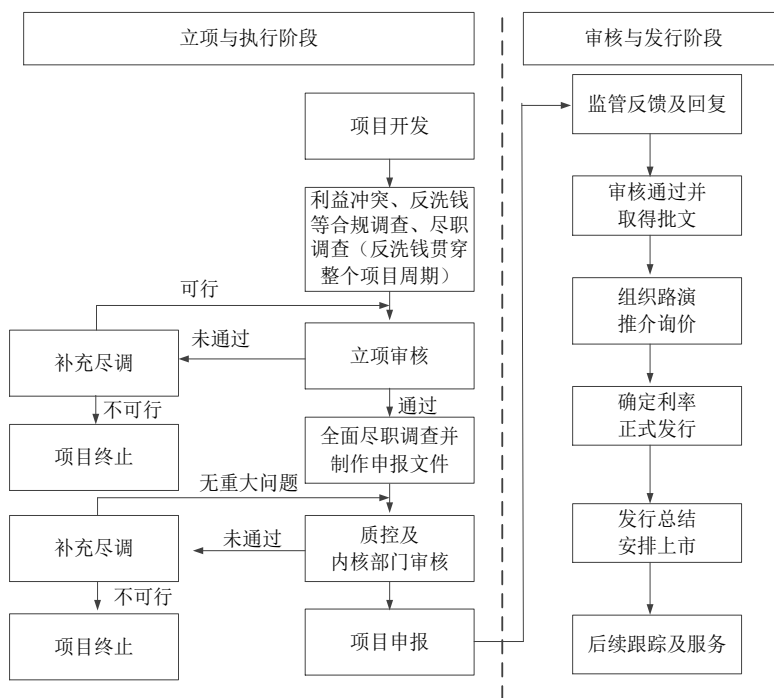 立项与执行阶段
审核与发行阶段
项目开发
利益冲突、反洗钱
等合规调查、尽职
调查（反洗钱贯穿
整个项目周期）
可行
未通过
补充尽调
立项审核
不可行
通过
项目终止
全面尽职调查并
制作申报文件
无重大问题
补充尽调
未通过
质控及
内核部门审核
不可行
项目终止
项目申报
监管反馈及回复
审核通过并
取得批文
组织路演
推介询价
确定利率
正式发行
发行总结
安排上市
后续跟踪及服务